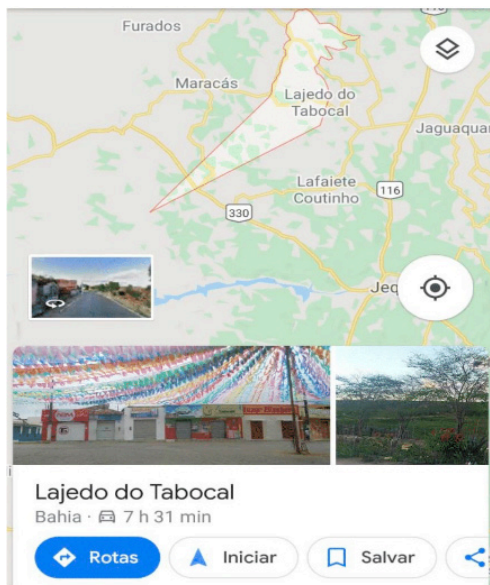 Furados
Maracás
Lajedo do
Tabocal
Jaguaquar
Lafaiete
Coutinho
116
330
Jeq
Lajedo do Tabocal
Bahia · 7 h 31 min
Rotas
Iniciar
Salvar